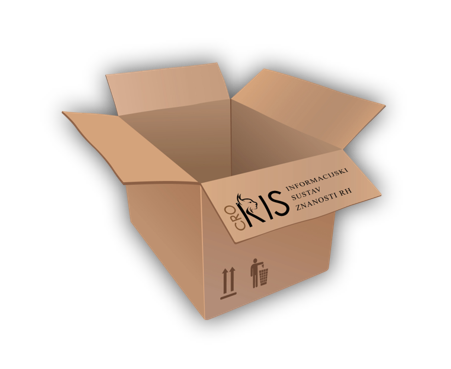 CRO
KIS
INFORMACIJSKI
SUSTAV
ZNANOSTI RH